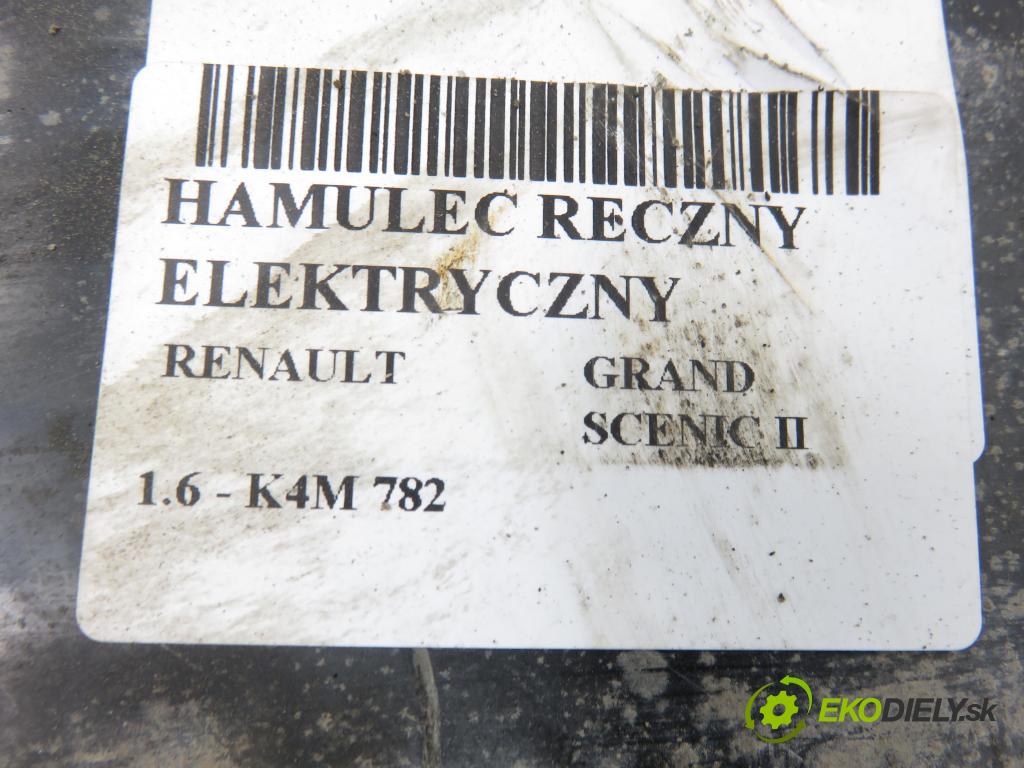 HAMULEC RECZNY
ELEKTRYCZNY
RENAULT
GRAND
SCENIC II
1.6 - K4M 782
EKODIELY.sk